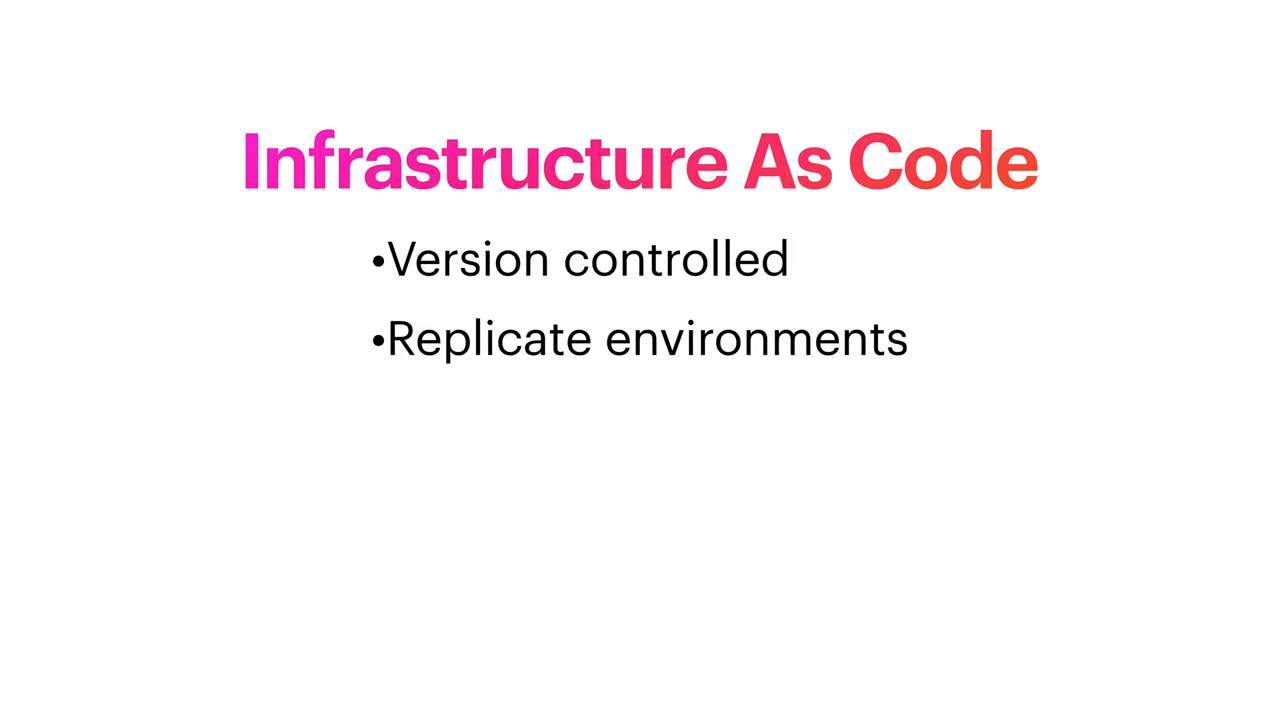 Infrastructure As Code
•Version controlled
•Replicate environments